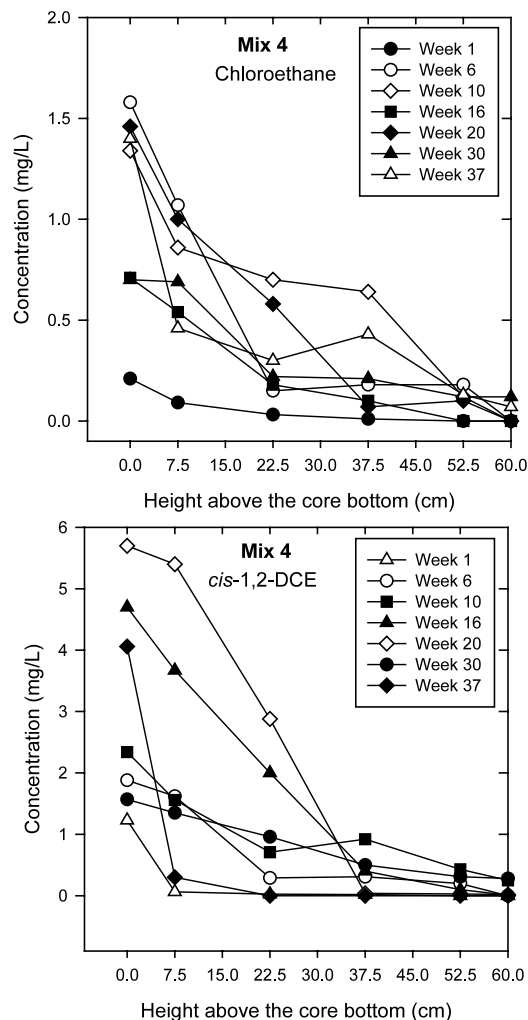 Mix 4
Chloroethane
Week 1
Week 6
Week 10
Week 16
Week 20
Week 30
Week 37
Concentration (mg/L)
2.0
1.5
1.0
0.5
0.0
0.0 7.5 15.0 22.5 30.0 37.5 45.0 52.5 60.0
Height above the core bottom (cm)
Mix 4
cis-1,2-DCE
Week 1
Week 6
Week 10
Week 16
Week 20
Week 30
Week 37
Concentration (mg/L)
6
5
4
3
2
1
0
0.0 7.5 15.0 22.5 30.0 37.5 45.0 52.5 60.0
Height above the core bottom (cm)